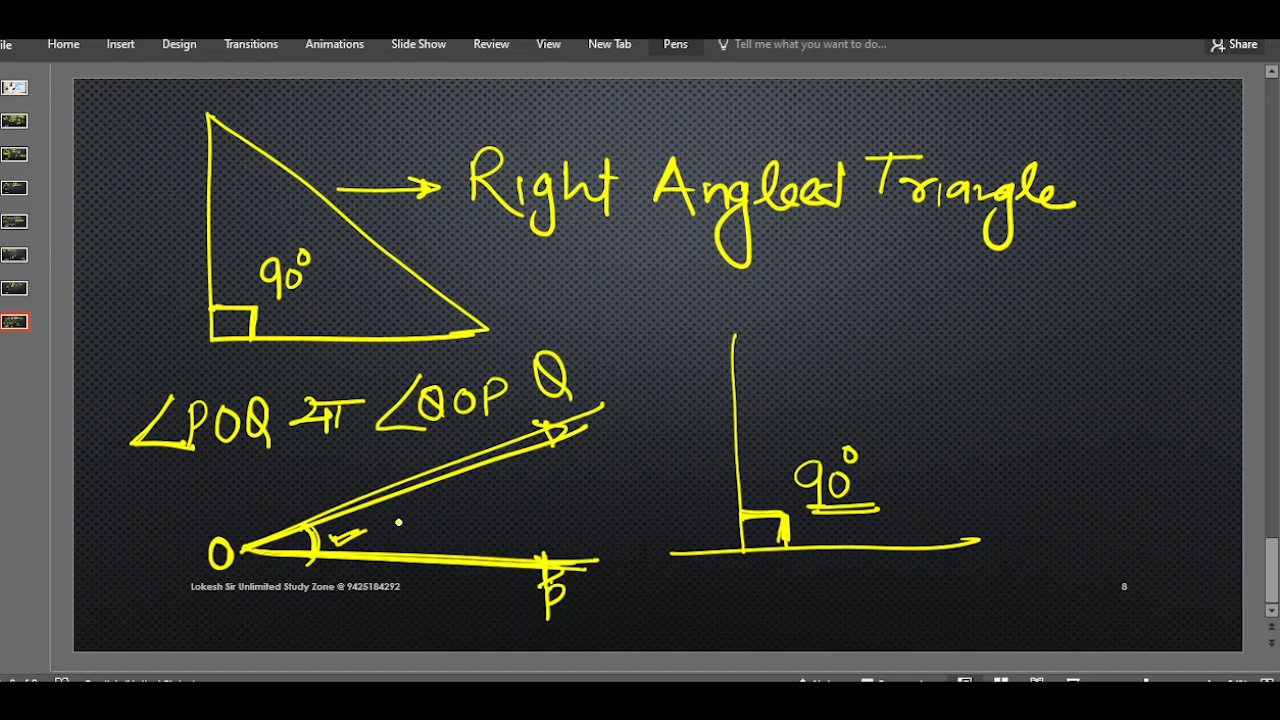 File Home Insert Design Transitions Animations Slide Show Review View New Tab Pens Tell me what you want to do... Share
Right Angled Triangle
90°
∠POQ या ∠QOP Q
90°
O
P
Lokesh Sir Unlimited Study Zone @ 9425184292 8